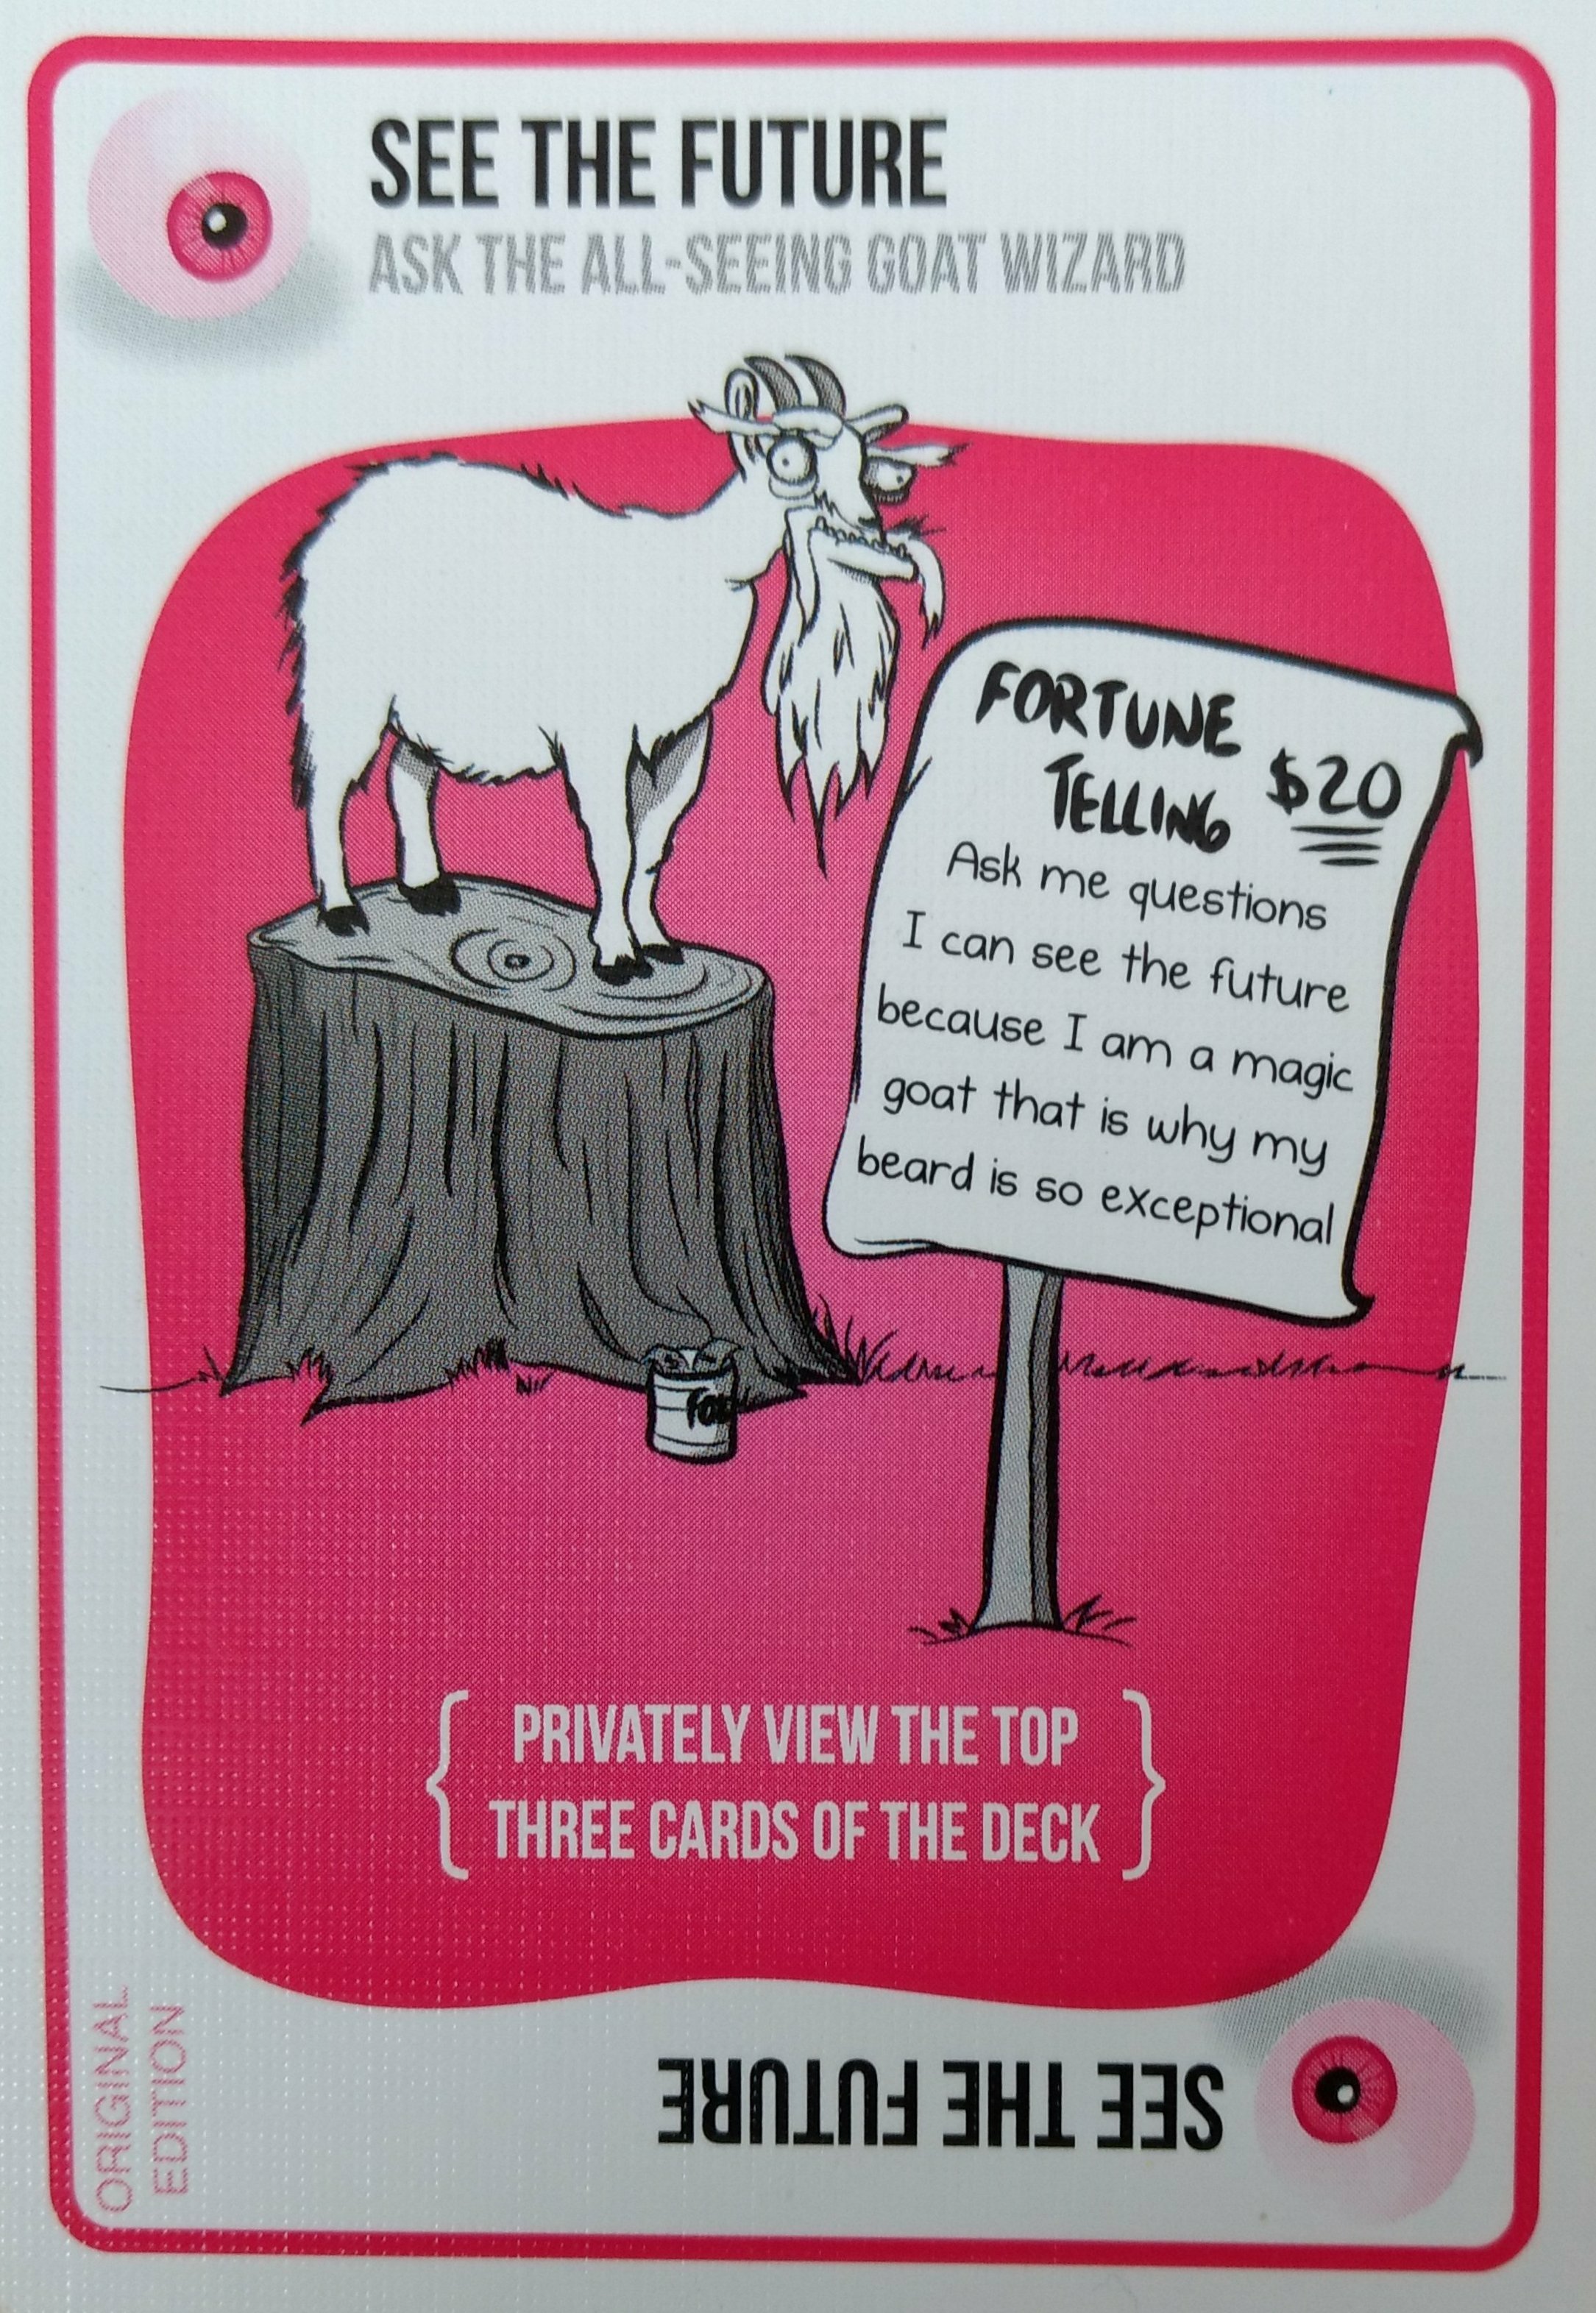 SEE THE FUTURE
ASK THE ALL-SEEING GOAT WIZARD
FORTUNE
TELLING $20
Ask me questions
I can see the future
because I am a magic
goat that is why my
beard is so exceptional
PRIVATELY VIEW THE TOP
THREE CARDS OF THE DECK
ORIGINAL
EDITION
SEE THE FUTURE